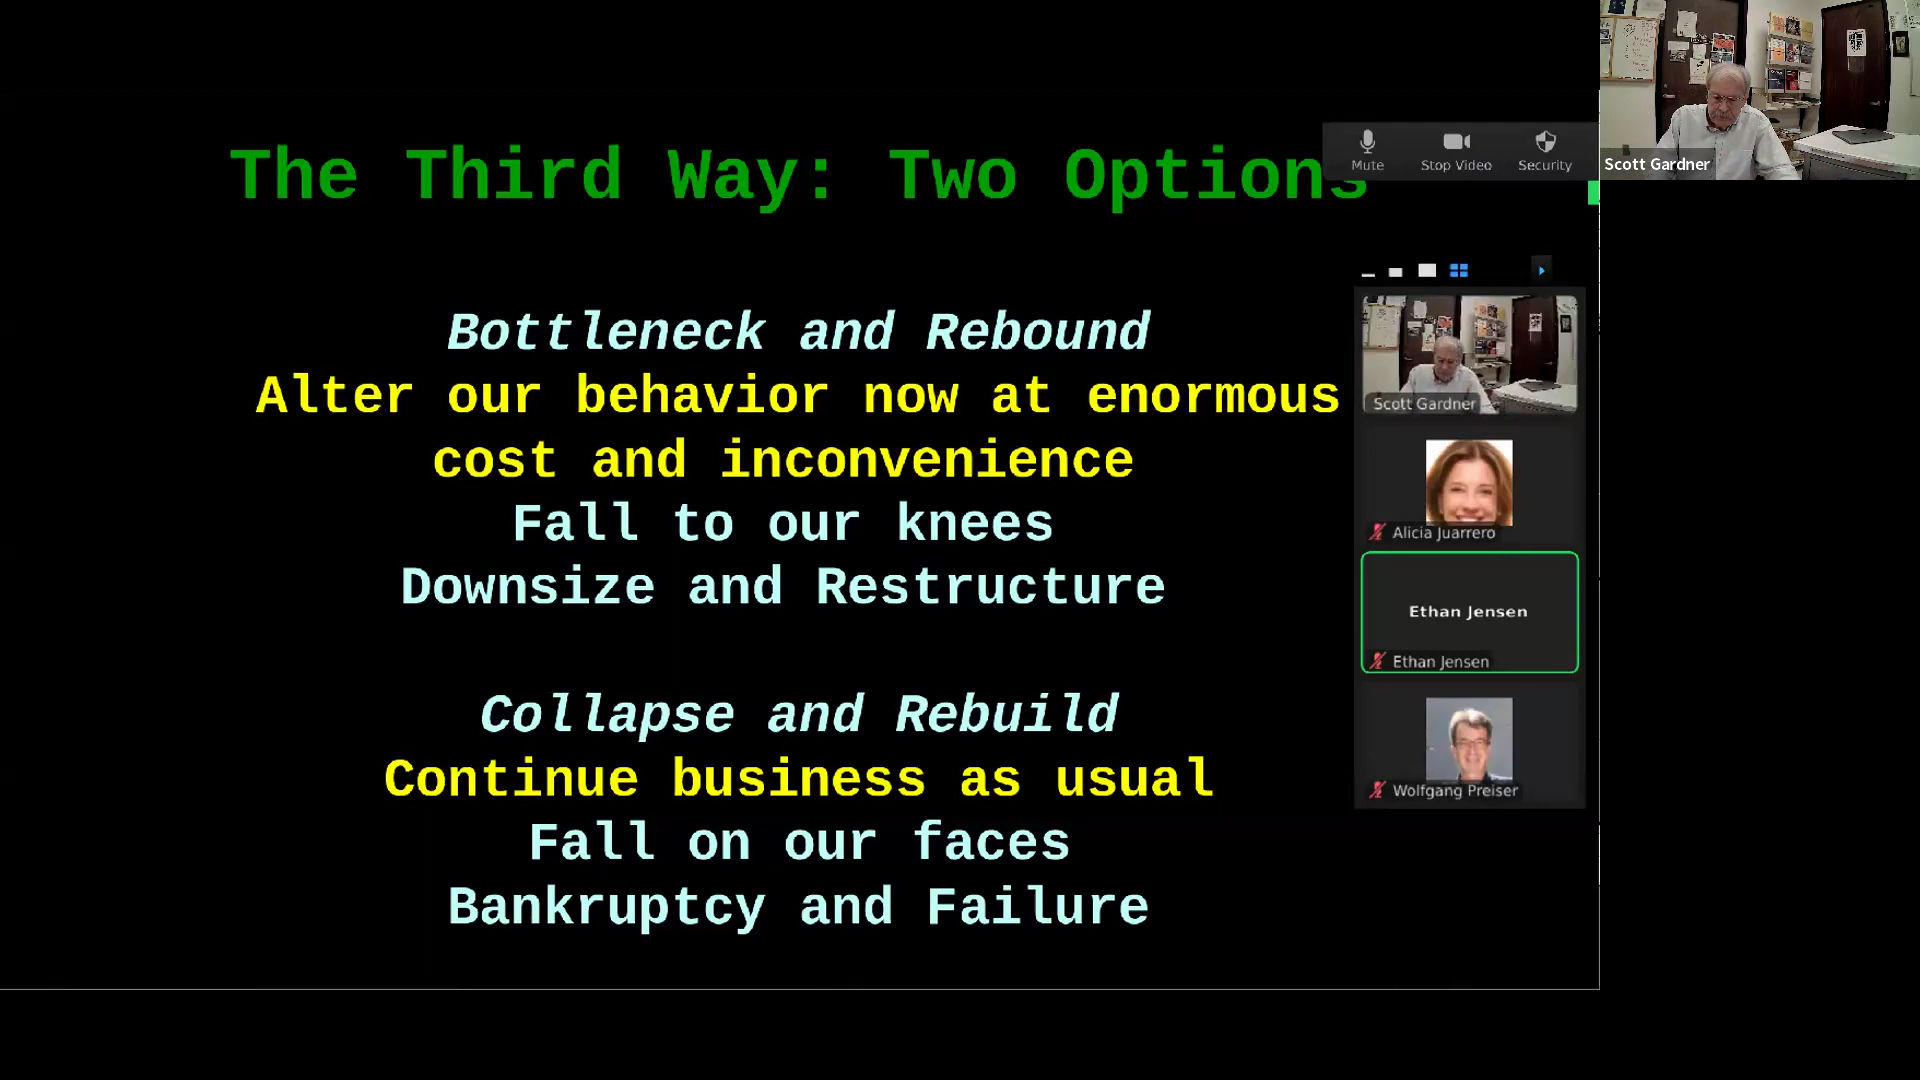 The Third Way: Two Options
Bottleneck and Rebound
Alter our behavior now at enormous
cost and inconvenience
Fall to our knees
Downsize and Restructure
Collapse and Rebuild
Continue business as usual
Fall on our faces
Bankruptcy and Failure
Mute
Stop Video
Security
Scott Gardner
Scott Gardner
Alicia Juarrero
Ethan Jensen
Ethan Jensen
Wolfgang Preiser